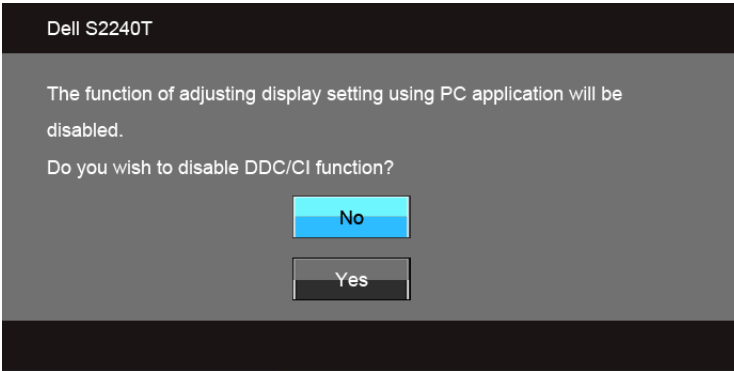 Dell S2240T
The function of adjusting display setting using PC application will be
disabled.
Do you wish to disable DDC/CI function?
No
Yes